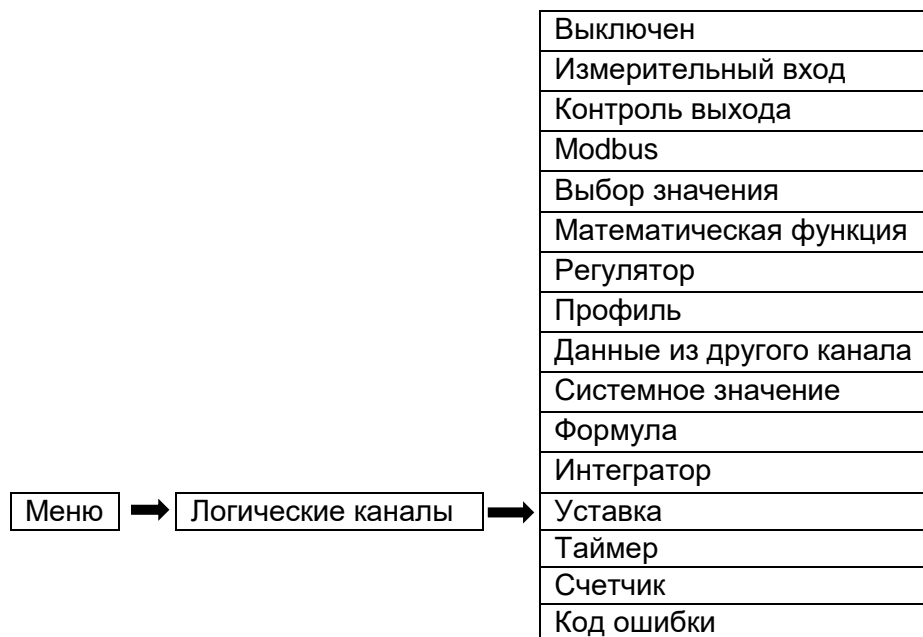 Выключен
Измерительный вход
Контроль выхода
Modbus
Выбор значения
Математическая функция
Регулятор
Профиль
Данные из другого канала
Системное значение
Формула
Интегратор
Меню Логические каналы Уставка
Таймер
Счетчик
Код ошибки